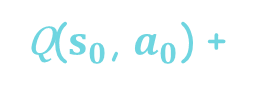 Q(s₀, a₀) +